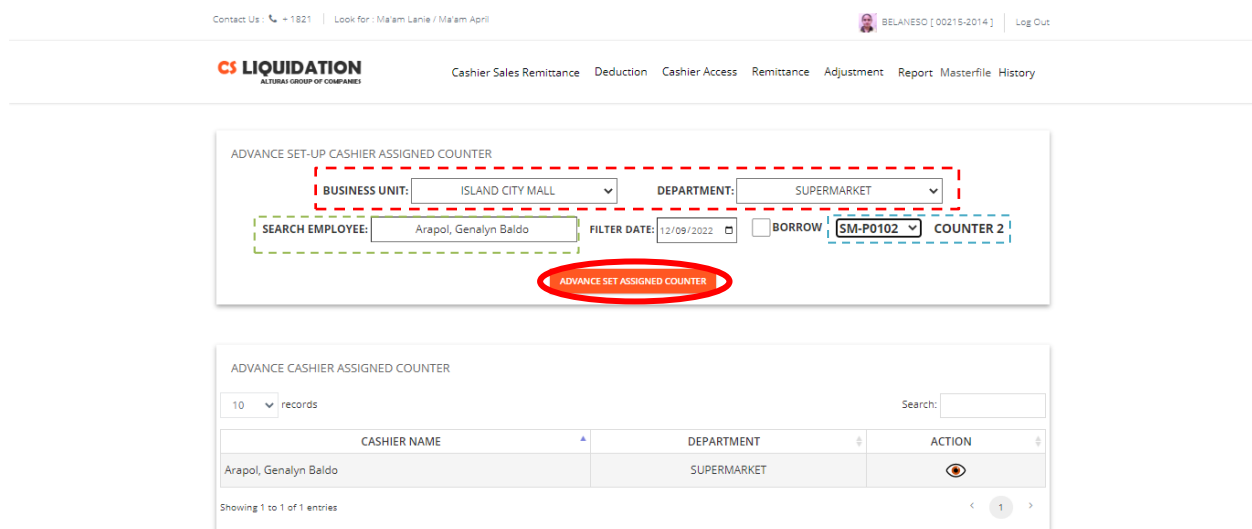 Contact Us : + 1821 Look for : Ma'am Lanie / Ma'am April BELANESO [ 00215-2014 ] Log Out
CS LIQUIDATION
ALTURAS GROUP OF COMPANIES
Cashier Sales Remittance Deduction Cashier Access Remittance Adjustment Report Masterfile History
ADVANCE SET-UP CASHIER ASSIGNED COUNTER
BUSINESS UNIT: ISLAND CITY MALL DEPARTMENT: SUPERMARKET
SEARCH EMPLOYEE: Arapol, Genalyn Baldo FILTER DATE: 12/09/2022 BORROW SM-P0102 COUNTER 2
ADVANCE SET ASSIGNED COUNTER
ADVANCE CASHIER ASSIGNED COUNTER
10 records Search:
CASHIER NAME DEPARTMENT ACTION
Arapol, Genalyn Baldo SUPERMARKET
Showing 1 to 1 of 1 entries 1